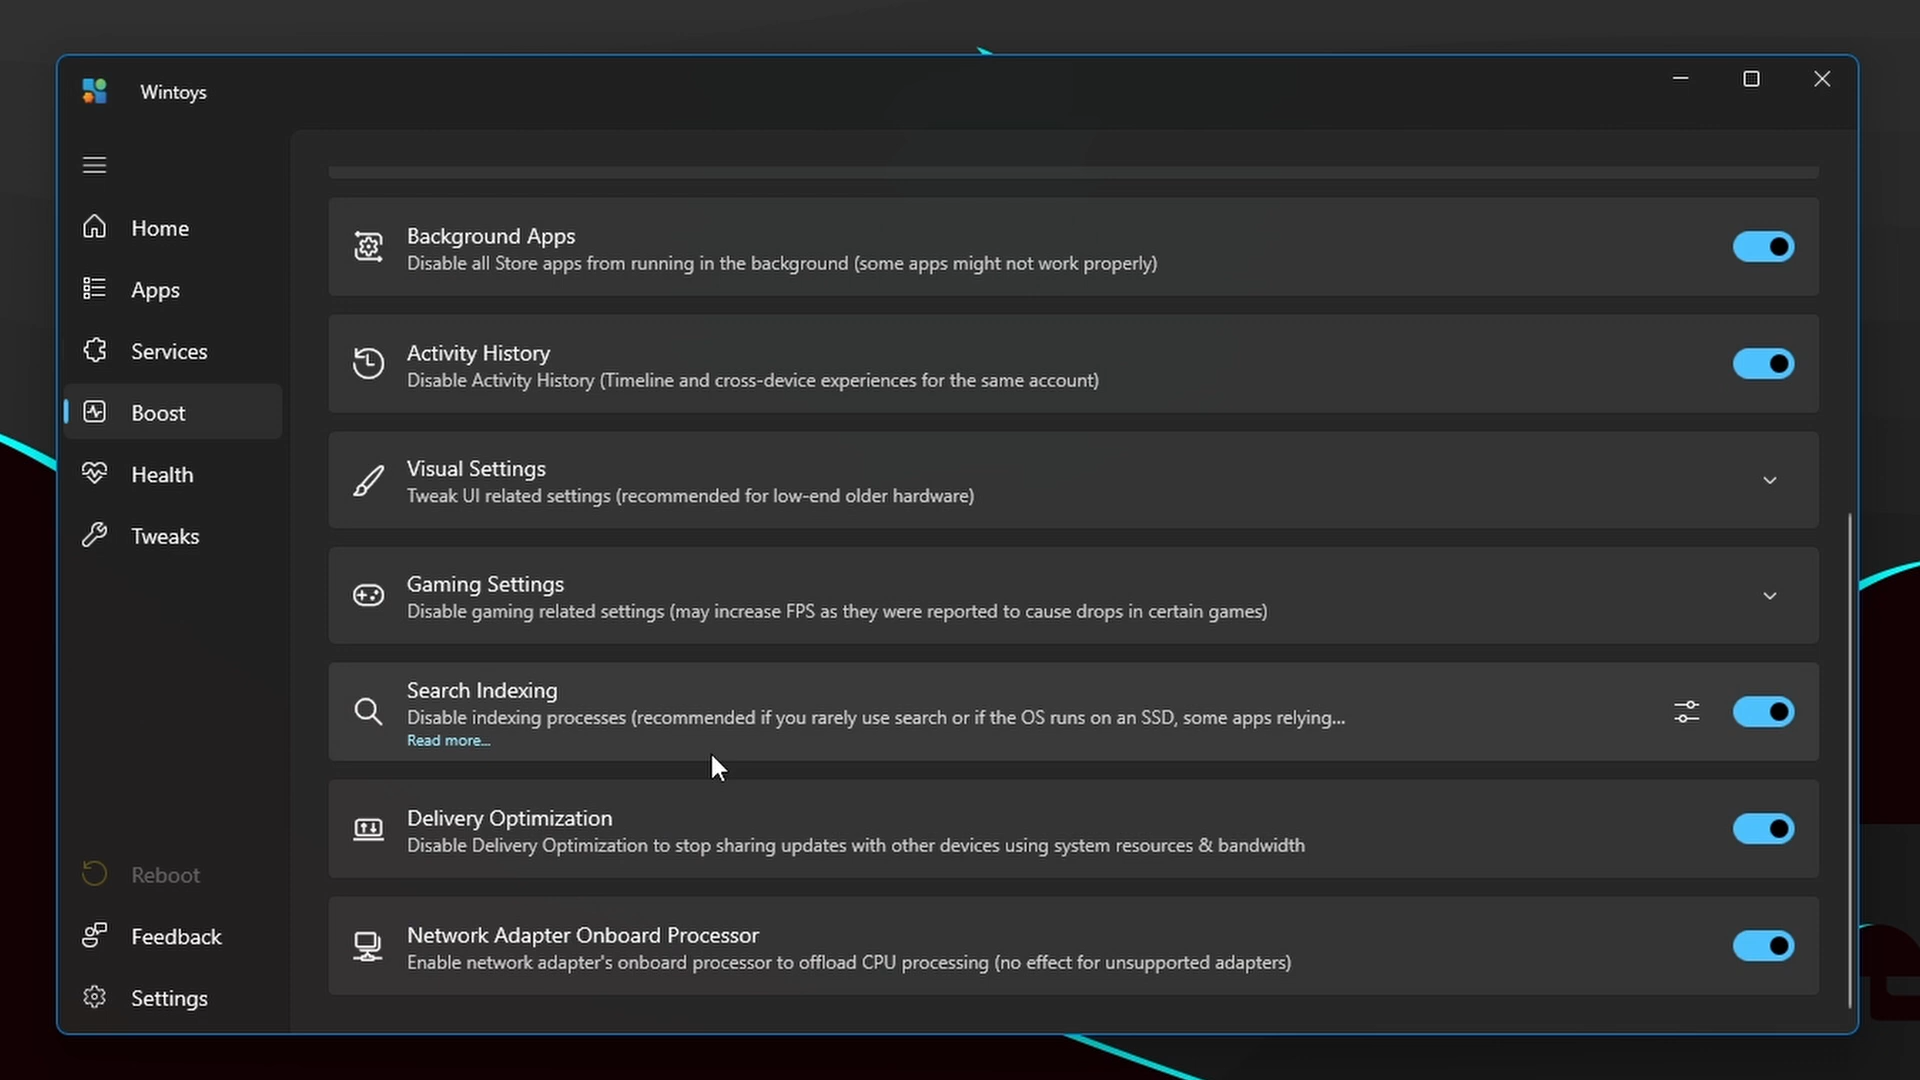 Wintoys
Home
Apps
Services
Boost
Health
Tweaks
Reboot
Feedback
Settings
Background Apps
Disable all Store apps from running in the background (some apps might not work properly)
Activity History
Disable Activity History (Timeline and cross-device experiences for the same account)
Visual Settings
Tweak UI related settings (recommended for low-end older hardware)
Gaming Settings
Disable gaming related settings (may increase FPS as they were reported to cause drops in certain games)
Search Indexing
Disable indexing processes (recommended if you rarely use search or if the OS runs on an SSD, some apps relying...
Read more...
Delivery Optimization
Disable Delivery Optimization to stop sharing updates with other devices using system resources & bandwidth
Network Adapter Onboard Processor
Enable network adapter's onboard processor to offload CPU processing (no effect for unsupported adapters)